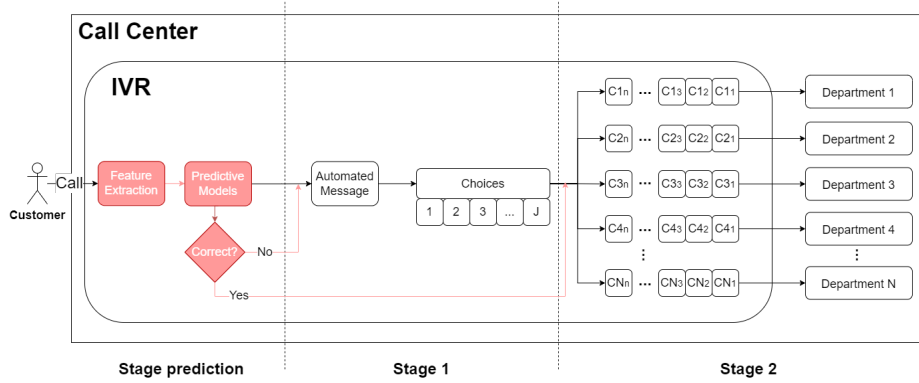 Call Center
IVR
Customer
Call
Feature
Extraction
Predictive
Models
Correct?
No
Yes
Automated
Message
Choices
1 2 3 ... J
C1n ... C13 C12 C11
Department 1
C2n ... C23 C22 C21
Department 2
C3n ... C33 C32 C31
Department 3
C4n ... C43 C42 C41
Department 4
CNn ... CN3 CN2 CN1
Department N
Stage prediction
Stage 1
Stage 2